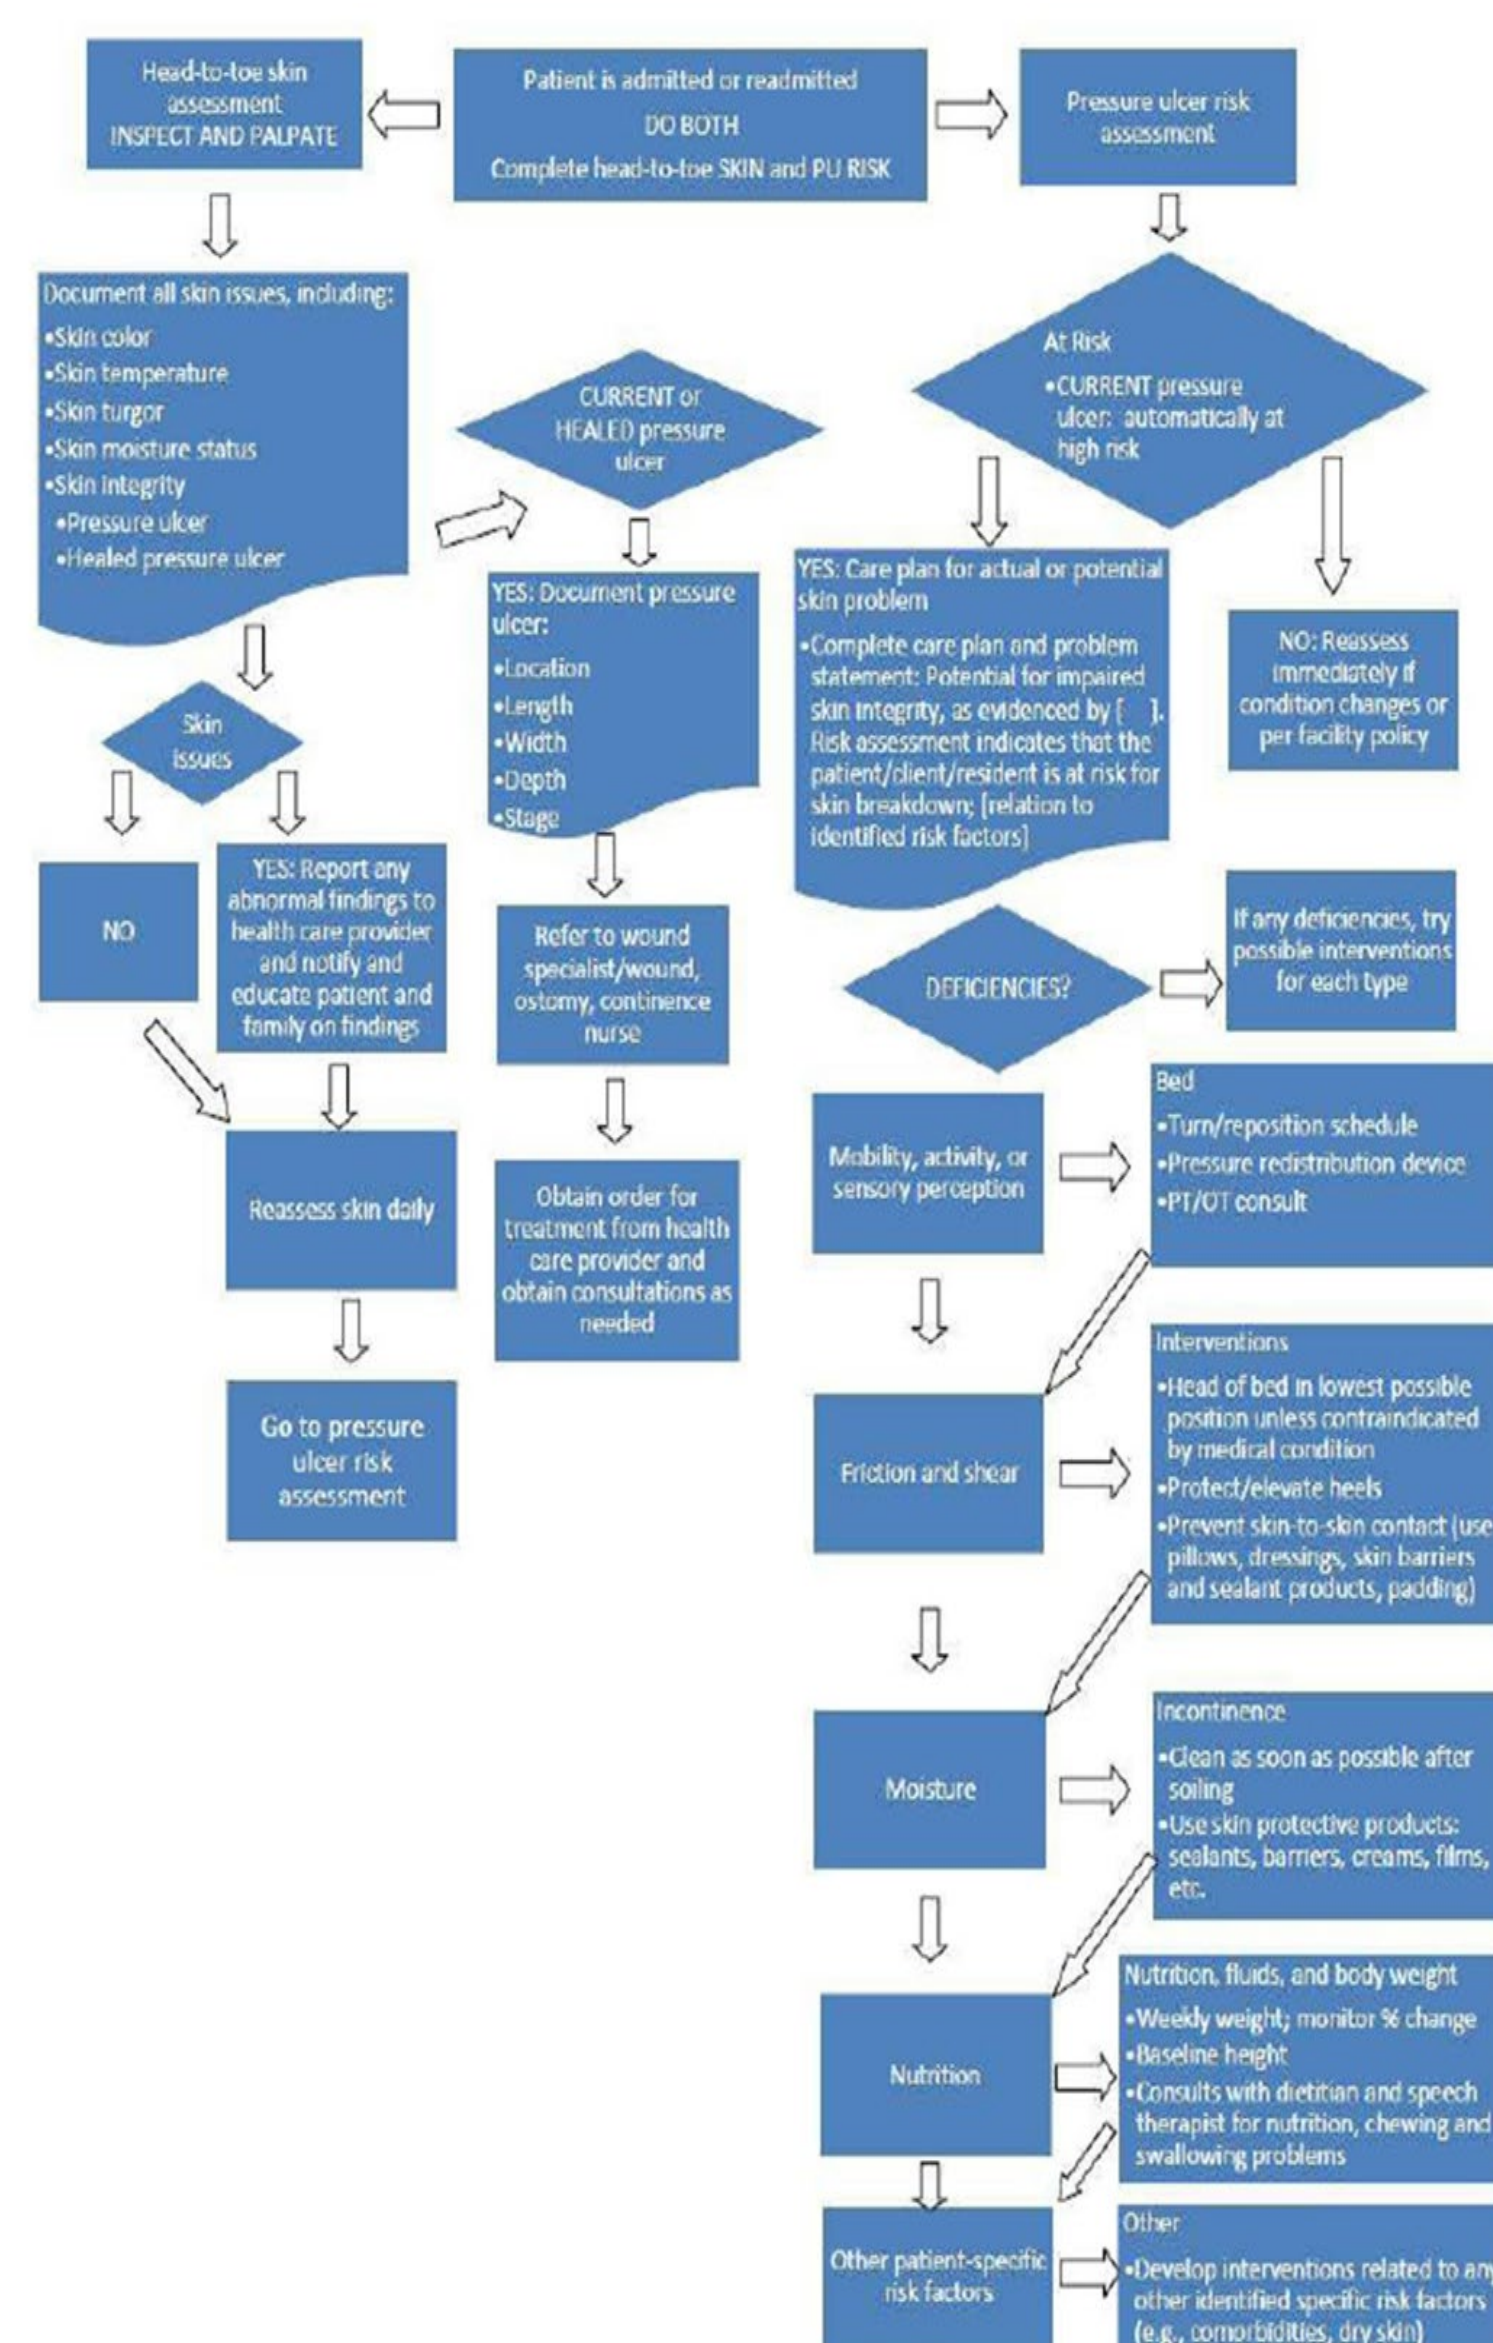 Head-to-toe skin
assessment
INSPECT AND PALPATE
Patient is admitted or readmitted
DO BOTH
Complete head-to-toe SKIN and PU RISK
Pressure ulcer risk
assessment
Document all skin issues, including:
•Skin color
•Skin temperature
•Skin turgor
•Skin moisture status
•Skin integrity
•Pressure ulcer
•Healed pressure ulcer
CURRENT or
HEALED pressure
ulcer
At Risk
•CURRENT pressure
ulcer: automatically at
high risk
YES: Document pressure
ulcer:
•Location
•Length
•Width
•Depth
•Stage
YES: Care plan for actual or potential
skin problem
•Complete care plan and problem
statement: Potential for impaired
skin integrity, as evidenced by [   ].
Risk assessment indicates that the
patient/client/resident is at risk for
skin breakdown; [relation to
identified risk factors]
NO: Reassess
immediately if
condition changes or
per facility policy
Skin
issues
NO
YES: Report any
abnormal findings to
health care provider
and notify and
educate patient and
family on findings
Refer to wound
specialist/wound,
ostomy, continence
nurse
DEFICIENCIES?
If any deficiencies, try
possible interventions
for each type
Reassess skin daily
Obtain order for
treatment from health
care provider and
obtain consultations as
needed
Go to pressure
ulcer risk
assessment
Mobility, activity, or
sensory perception
Bed
•Turn/reposition schedule
•Pressure redistribution device
•PT/OT consult
Friction and shear
Interventions
•Head of bed in lowest possible
position unless contraindicated
by medical condition
•Protect/elevate heels
•Prevent skin-to-skin contact (use
pillows, dressings, skin barriers
and sealant products, padding)
Moisture
Incontinence
•Clean as soon as possible after
soiling
•Use skin protective products:
sealants, barriers, creams, films,
etc.
Nutrition
Nutrition, fluids, and body weight
•Weekly weight; monitor % change
•Baseline height
•Consults with dietitian and speech
therapist for nutrition, chewing and
swallowing problems
Other patient-specific
risk factors
Other
•Develop interventions related to any
other identified specific risk factors
(e.g., comorbidities, dry skin)